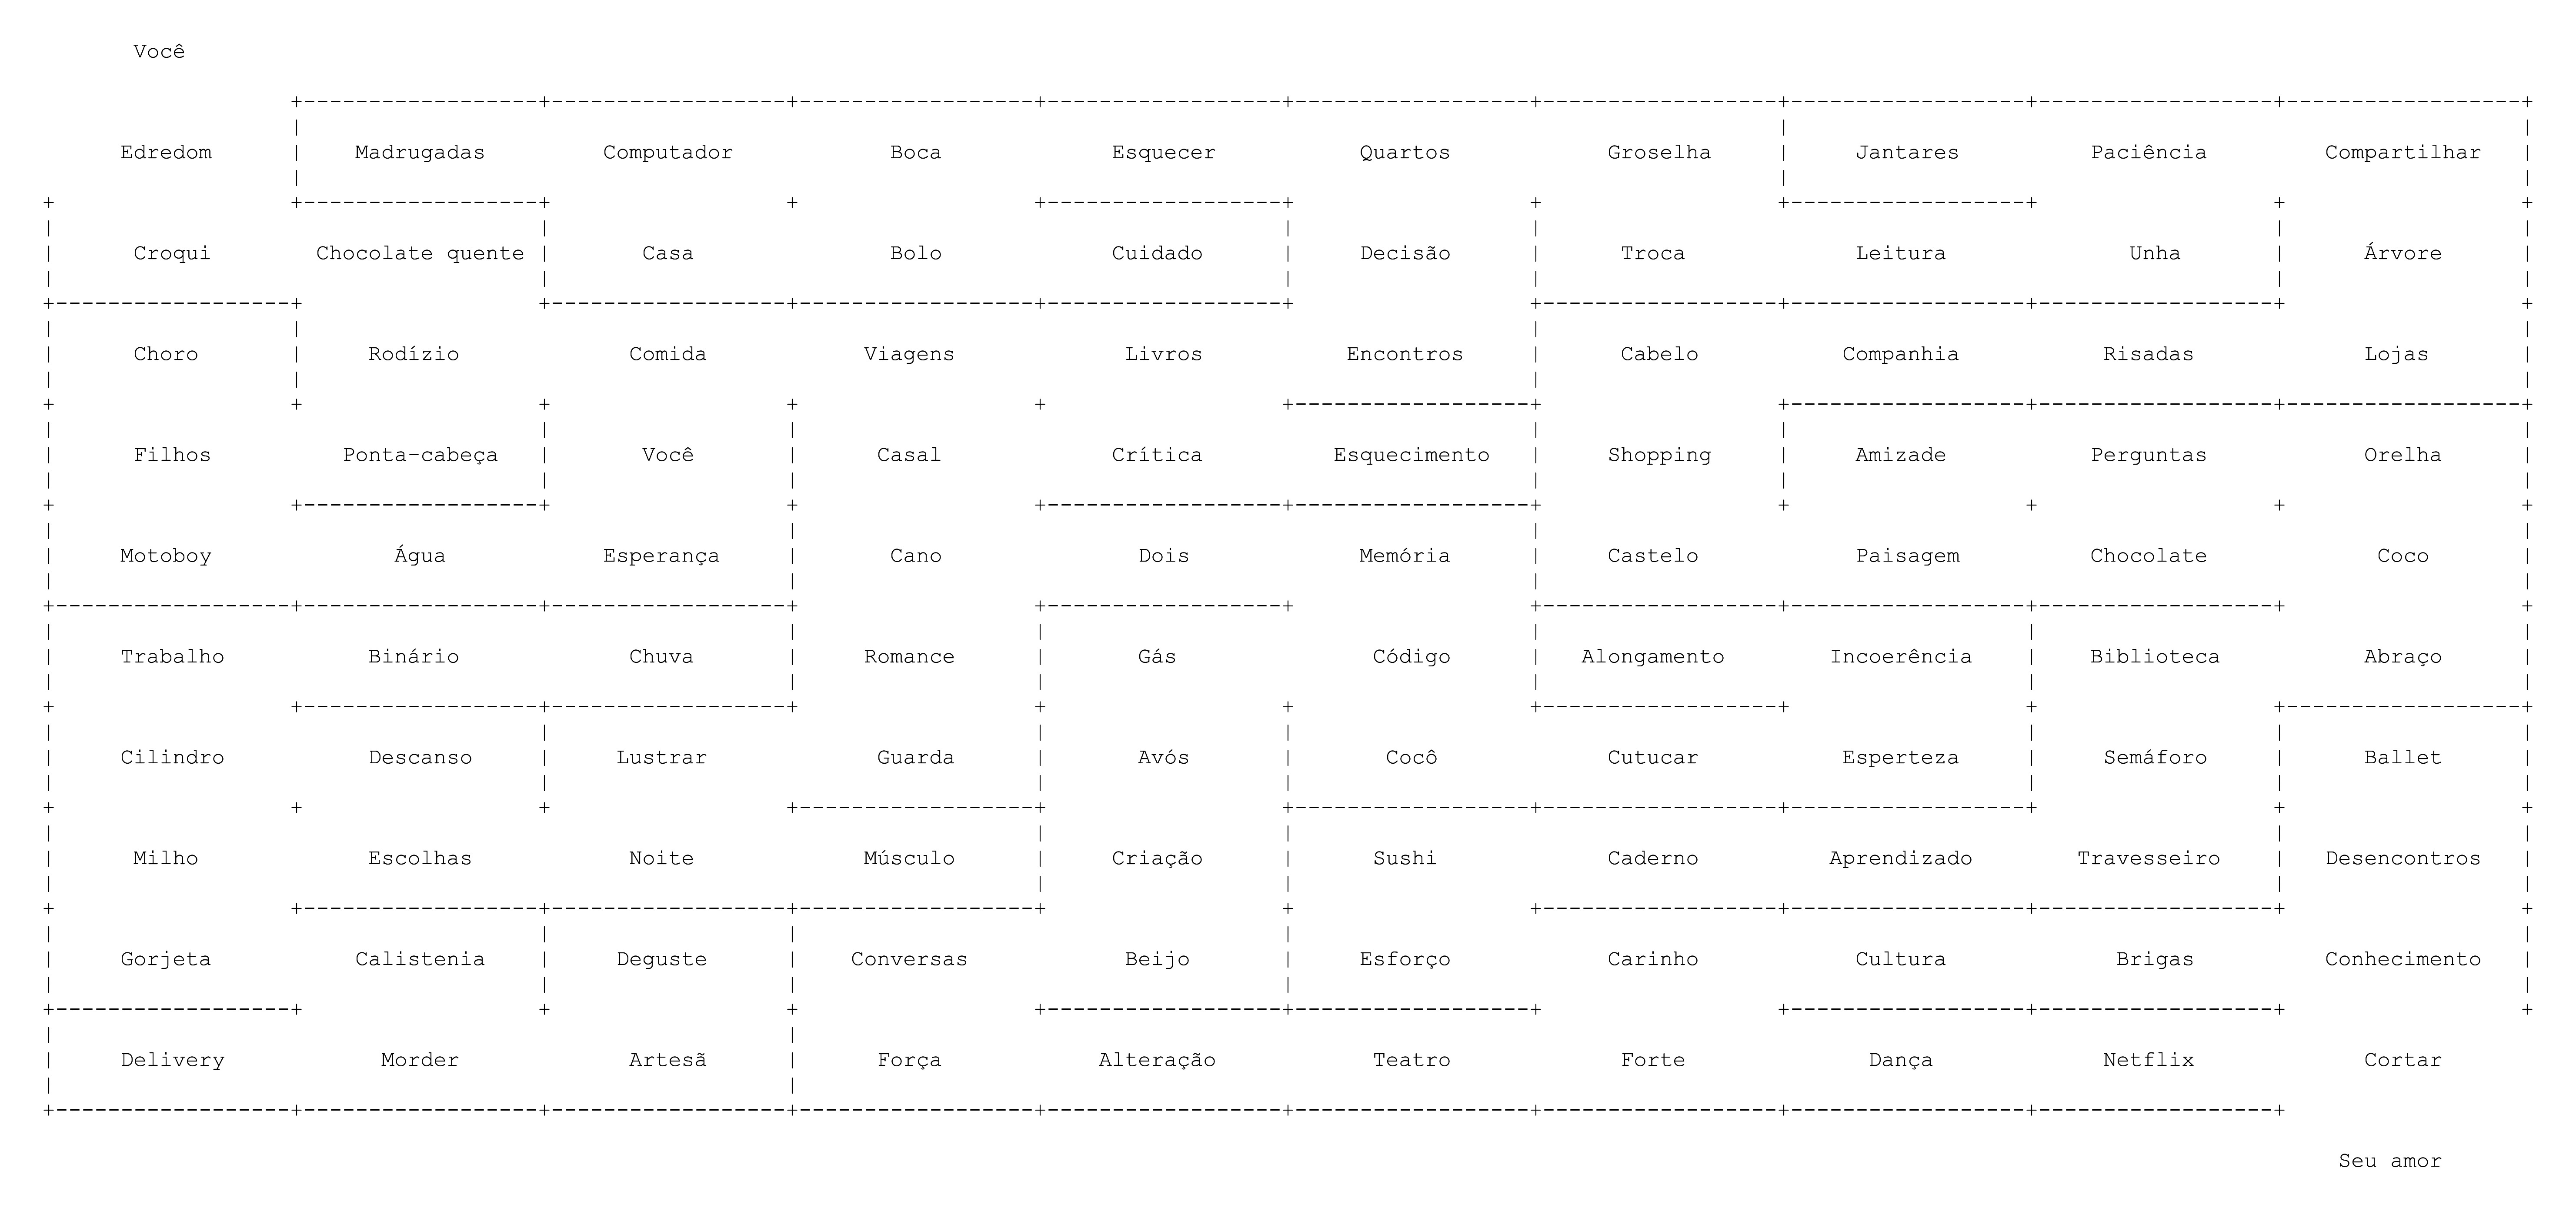 Você
Edredom Madrugadas Computador Boca Esquecer Quartos Groselha Jantares Paciência Compartilhar
Croqui Chocolate quente Casa Bolo Cuidado Decisão Troca Leitura Unha Árvore
Choro Rodízio Comida Viagens Livros Encontros Cabelo Companhia Risadas Lojas
Filhos Ponta-cabeça Você Casal Crítica Esquecimento Shopping Amizade Perguntas Orelha
Motoboy Água Esperança Cano Dois Memória Castelo Paisagem Chocolate Coco
Trabalho Binário Chuva Romance Gás Código Alongamento Incoerência Biblioteca Abraço
Cilindro Descanso Lustrar Guarda Avós Cocô Cutucar Esperteza Semáforo Ballet
Milho Escolhas Noite Músculo Criação Sushi Caderno Aprendizado Travesseiro Desencontros
Gorjeta Calistenia Deguste Conversas Beijo Esforço Carinho Cultura Brigas Conhecimento
Delivery Morder Artesã Força Alteração Teatro Forte Dança Netflix Cortar
Seu amor